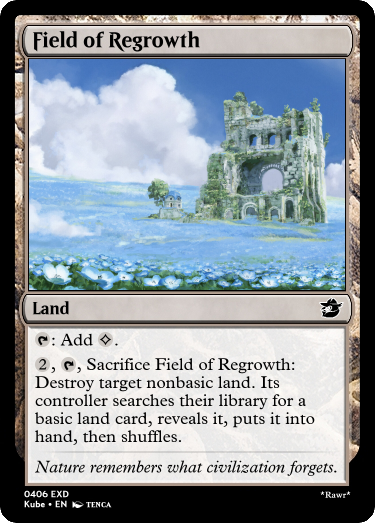 Field of Regrowth
Land
: Add .
2, , Sacrifice Field of Regrowth:
Destroy target nonbasic land. Its
controller searches their library for a
basic land card, reveals it, puts it into
hand, then shuffles.
Nature remembers what civilization forgets.
0406 EXD
*Rawr*
Kube • EN TENCA